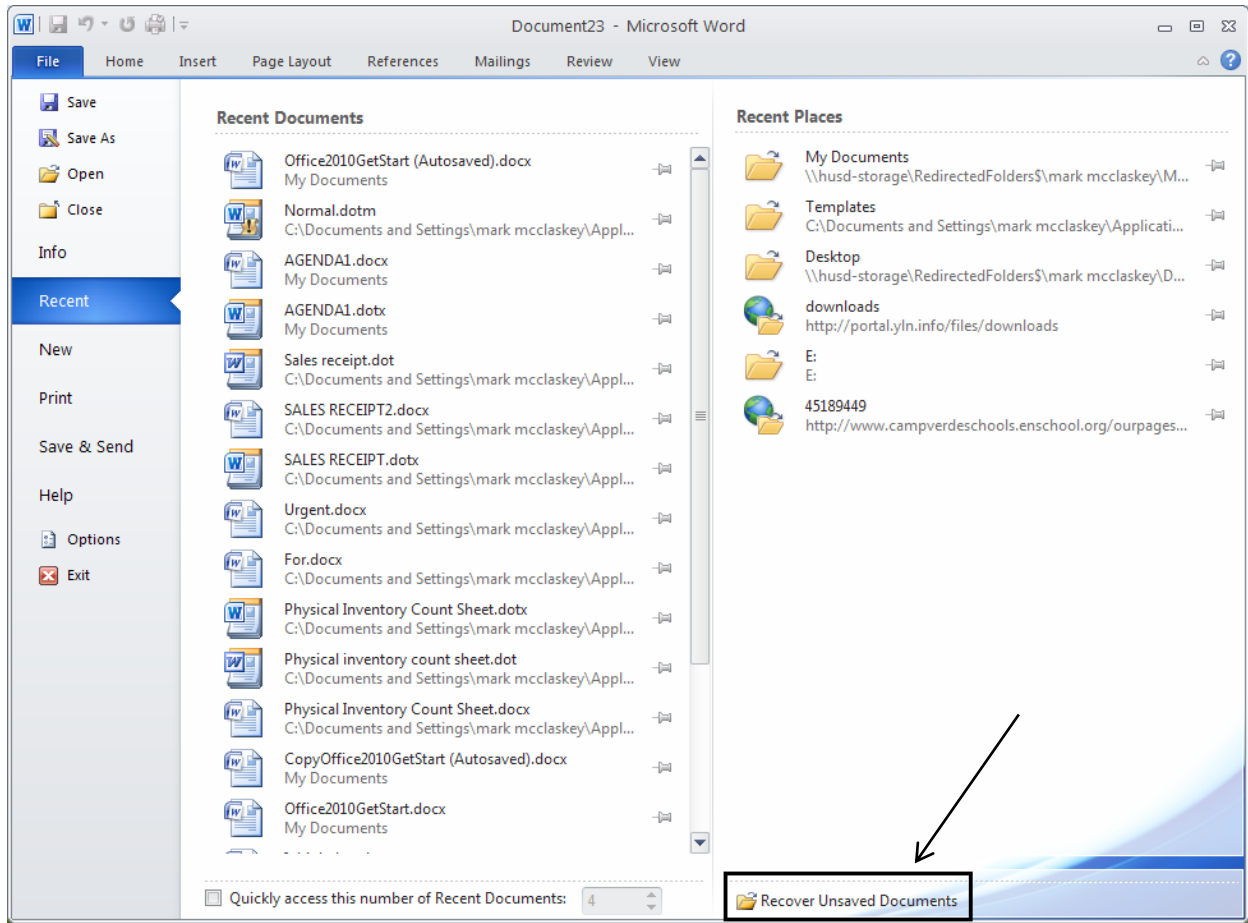 Document23 - Microsoft Word
File Home Insert Page Layout References Mailings Review View
Save
Save As
Open
Close
Info
Recent
New
Print
Save & Send
Help
Options
Exit
Recent Documents
Office2010GetStart (Autosaved).docx
My Documents
Normal.dotm
C:\Documents and Settings\mark mcclaskey\Appl...
AGENDA1.docx
My Documents
AGENDA1.dotx
My Documents
Sales receipt.dot
C:\Documents and Settings\mark mcclaskey\Appl...
SALES RECEIPT2.docx
C:\Documents and Settings\mark mcclaskey\Appl...
SALES RECEIPT.dotx
C:\Documents and Settings\mark mcclaskey\Appl...
Urgent.docx
C:\Documents and Settings\mark mcclaskey\Appl...
For.docx
C:\Documents and Settings\mark mcclaskey\Appl...
Physical Inventory Count Sheet.dotx
C:\Documents and Settings\mark mcclaskey\Appl...
Physical inventory count sheet.dot
C:\Documents and Settings\mark mcclaskey\Appl...
Physical Inventory Count Sheet.docx
C:\Documents and Settings\mark mcclaskey\Appl...
CopyOffice2010GetStart (Autosaved).docx
My Documents
Office2010GetStart.docx
My Documents
Quickly access this number of Recent Documents: 4
Recent Places
My Documents
\\husd-storage\RedirectedFolders$\mark mcclaskey\M...
Templates
C:\Documents and Settings\mark mcclaskey\Applicati...
Desktop
\\husd-storage\RedirectedFolders$\mark mcclaskey\D...
downloads
http://portal.yln.info/files/downloads
E:
E:
45189449
http://www.campverdeschools.enschool.org/ourpages...
Recover Unsaved Documents